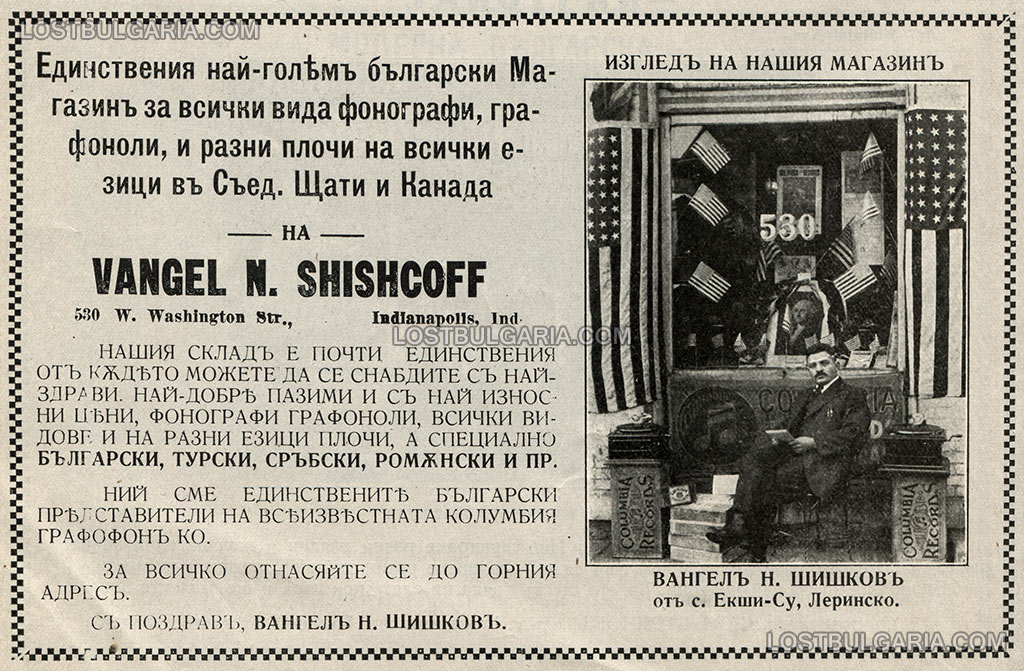 LOSTBULGARIA.COM
Единствения най-голѣмъ български Ма-
газинъ за всички вида фонографи, гра-
фоноли, и разни плочи на всички е-
зици въ Съед. Щати и Канада
НА
VANGEL N. SHISHCOFF
530 W. Washington Str., Indianapolis, Ind.
LOSTBULGARIA.COM
НАШИЯ СКЛАДЪ Е ПОЧТИ ЕДИНСТВЕНИЯ
ОТЪ КѪДѢТО МОЖЕТЕ ДА СЕ СНАБДИТЕ СЪ НАЙ-
ЗДРАВИ. НАЙ-ДОБРѢ ПАЗИМИ И СЪ НАЙ ИЗНОС-
НИ ЦѢНИ, ФОНОГРАФИ ГРАФОНОЛИ, ВСИЧКИ ВИ-
ДОВЕ И НА РАЗНИ ЕЗИЦИ ПЛОЧИ, А СПЕЦИАЛНО
БЪЛГАРСКИ, ТУРСКИ, СРЪБСКИ, РОМѪНСКИ И ПР.
НИЙ СМЕ ЕДИНСТВЕНИТѢ БЪЛГАРСКИ
ПРѢДСТАВИТЕЛИ НА ВСѢИЗВѢСТНАТА КОЛУМБИЯ
ГРАФОФОНЪ КО.
ЗА ВСИЧКО ОТНАСЯЙТЕ СЕ ДО ГОРНИЯ
АДРЕСЪ.
СЪ ПОЗДРАВЪ, ВАНГЕЛЪ Н. ШИШКОВЪ.
LOSTBULGARIA.COM
ИЗГЛЕДЪ НА НАШИЯ МАГАЗИНЪ
530
COLUMBIA
COLUMBIA
RECORDS
COLUMBIA
RECORDS
ВАНГЕЛЪ Н. ШИШКОВЪ
отъ с. Екши-Су, Леринско.
LOSTBULGARIA.COM